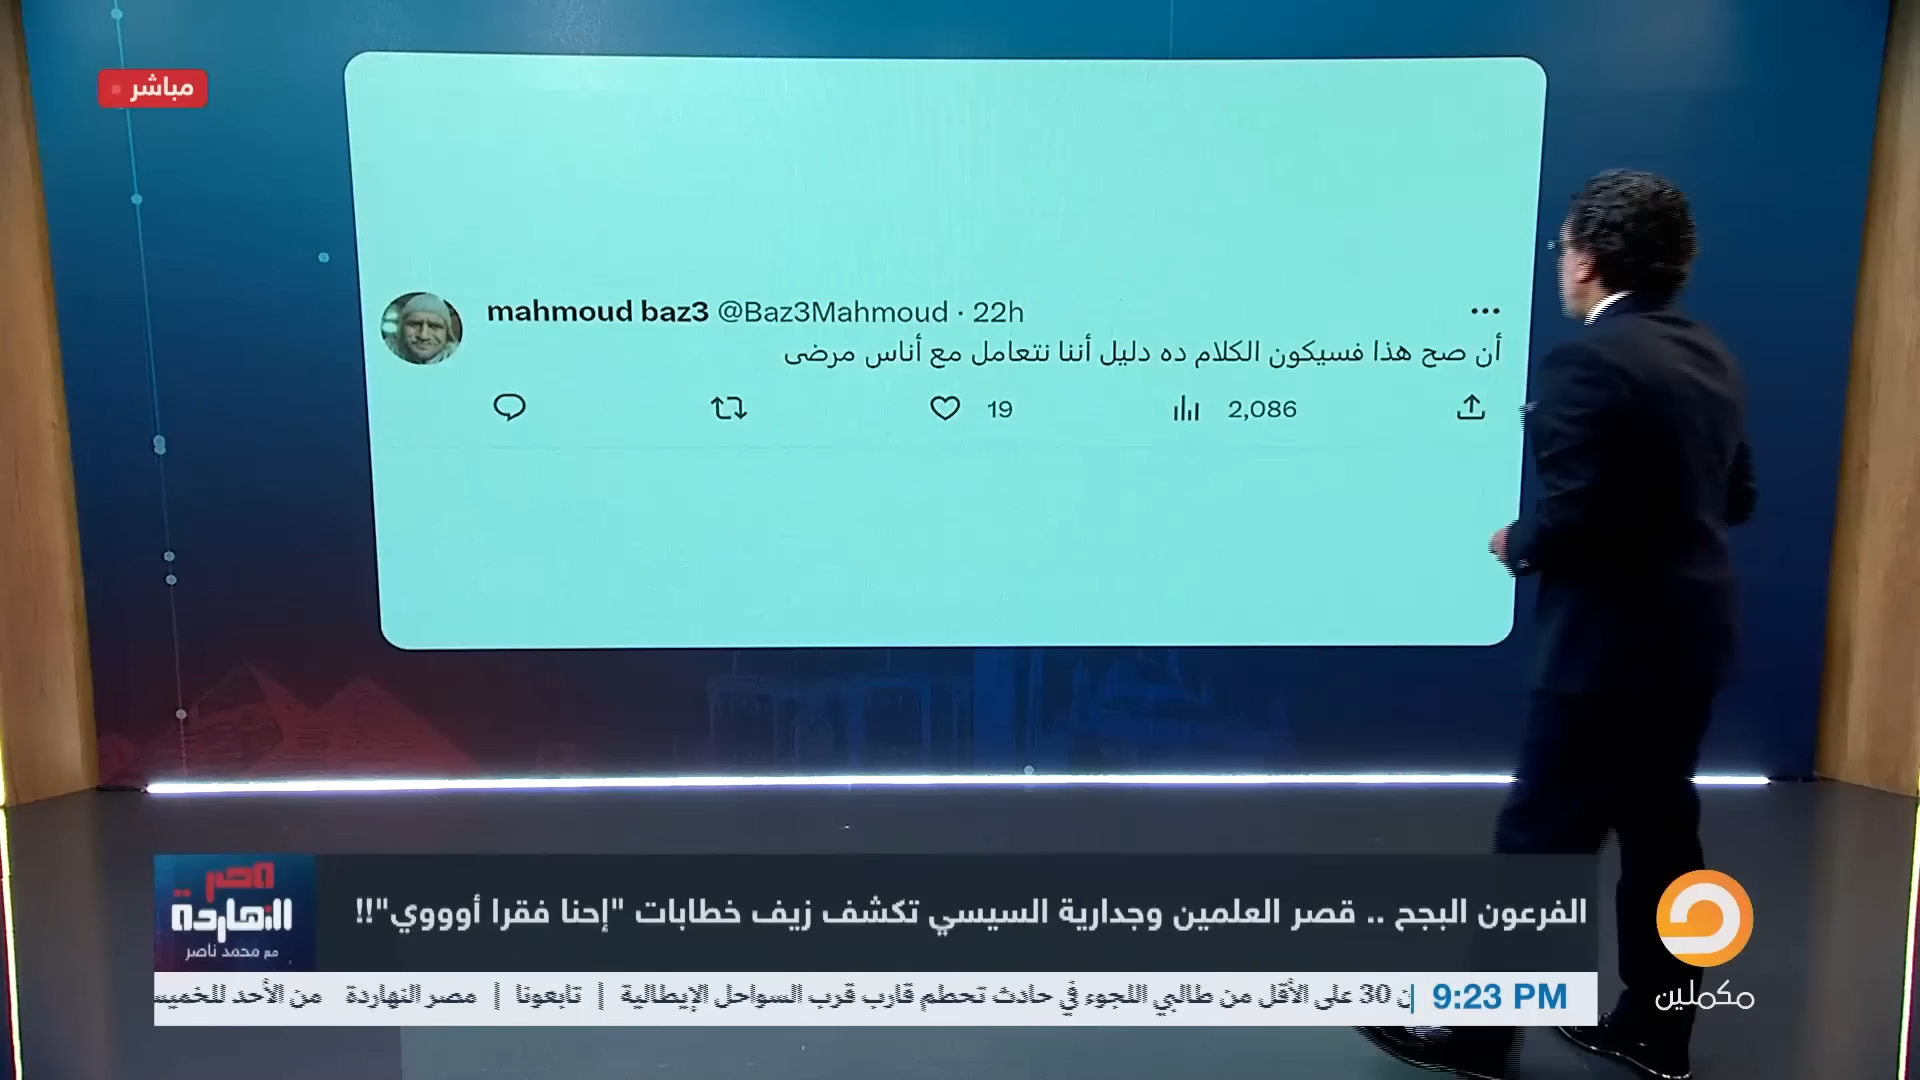 مباشر
mahmoud baz3 @Baz3Mahmoud · 22h
أن صح هذا فسيكون الكلام ده دليل أننا نتعامل مع أناس مرضى
19 2,086
مصر
النهاردة
مع محمد ناصر
الفرعون البجح .. قصر العلمين وجدارية السيسي تكشف زيف خطابات "إحنا فقرا أوووي"!!
9:23 PM
30 على الأقل من طالبي اللجوء في حادث تحطم قارب قرب السواحل الإيطالية | تابعونا | مصر النهاردة من الأحد
مكملين